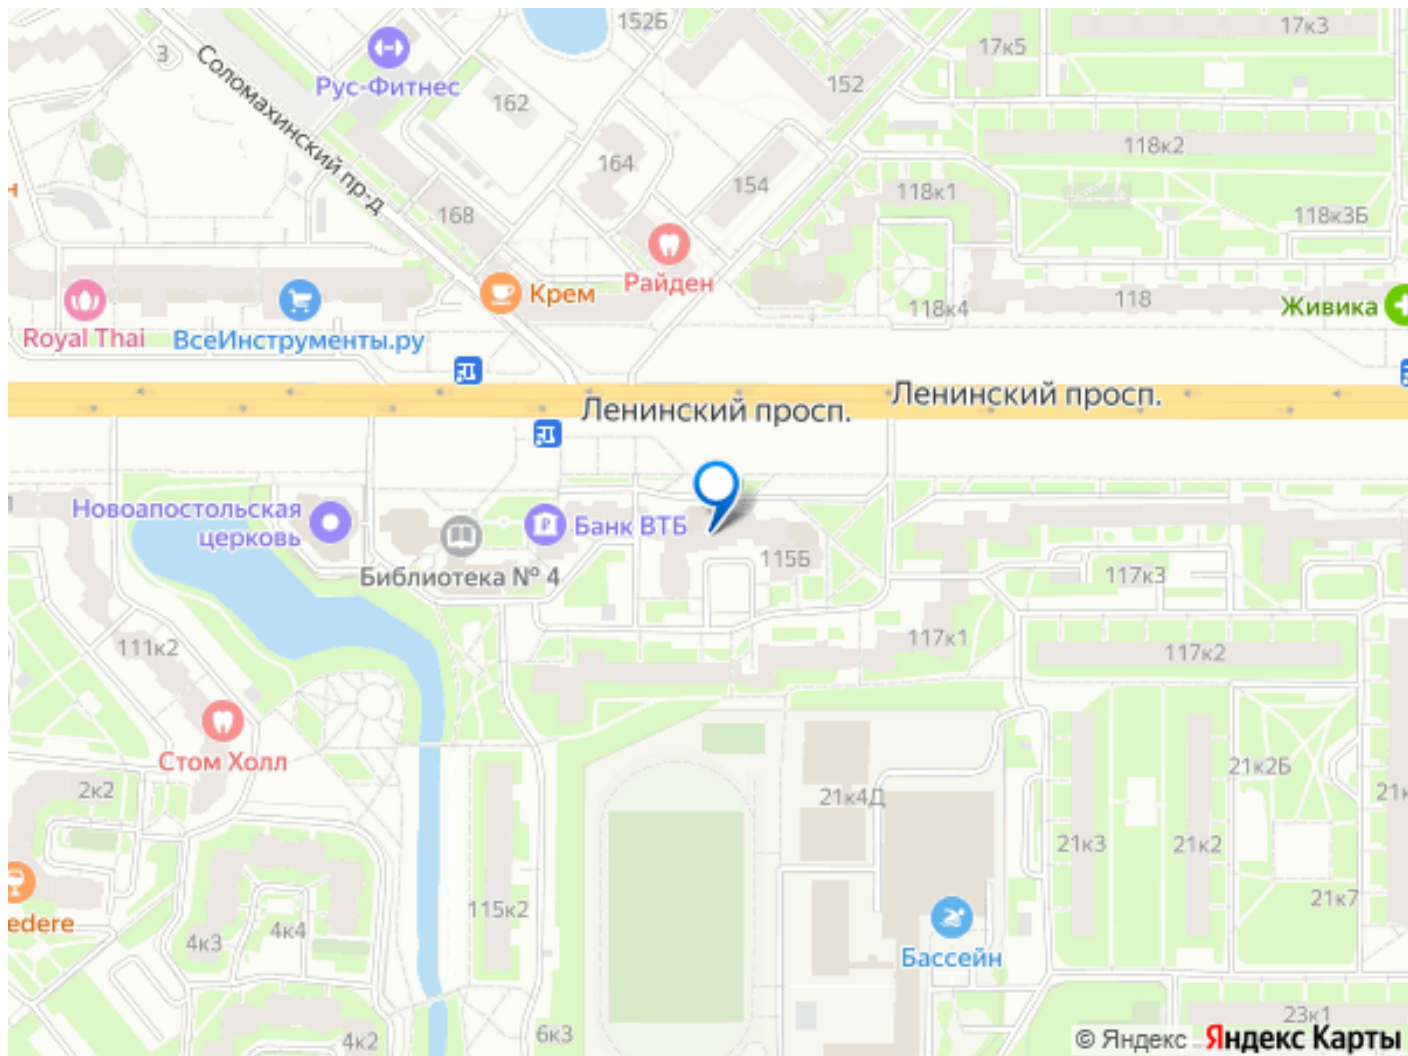 152Б
17к3
17к5
3
Соломахинский пр-д
Рус-Фитнес
152
162
118к2
164
154
118к1
168
118к3Б
Райден
Крем
118
118к4
Живика
Royal Thai
ВсеИнструменты.ру
Ленинский просп.
Ленинский просп.
Новоапостольская
церковь
Банк ВТБ
115Б
Библиотека № 4
117к3
117к1
111к2
117к2
Стом Холл
2к2
21к2Б
21к4Д
21к3
21к2
21к7
115к2
edere
4к4
4к3
Бассейн
23к1
6к3
4к2
© Яндекс Яндекс Карты